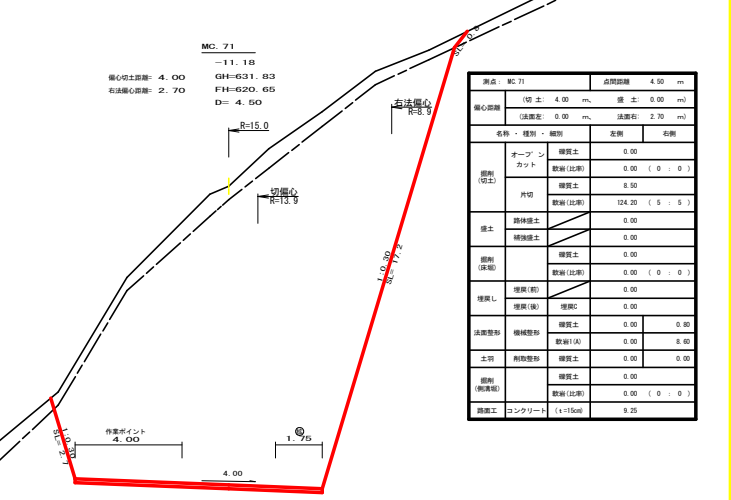 MC. 71
-11. 18
偏心切土距離= 4. 00 GH=631. 83
右法偏心距離= 2. 70 FH=620. 65
D= 4. 50
R=15.0
右法偏心
R=8.9
切偏心
R=13.9
SL= 0.8
1:0.30
SL= 17.2
1:0.30
SL= 2.7
作業ポイント
4. 00
1. 75
4. 00
測点: MC. 71 点間距離 4. 50 m
偏心距離 (切 土: 4. 00 m、 盛 土: 0. 00 m)
(法面左: 0. 00 m、 法面右: 2. 70 m)
名称 ・ 種別 ・ 細別 左側 右側
掘削(切土) オープンカット 礫質土 0. 00
軟岩(比率) 0. 00 ( 0 : 0 )
片切 礫質土 8. 50
軟岩(比率) 124. 20 ( 5 : 5 )
盛土 路体盛土 0. 00
補強盛土 0. 00
掘削(床堀) 礫質土 0. 00
軟岩(比率) 0. 00 ( 0 : 0 )
埋戻し 埋戻(前) 0. 00
埋戻(後) 埋戻C 0. 00
法面整形 機械整形 礫質土 0. 00 0. 80
軟岩I(A) 0. 00 8. 60
土羽 削取整形 礫質土 0. 00 0. 00
掘削(側溝堀) 礫質土 0. 00
軟岩(比率) 0. 00 ( 0 : 0 )
路面工 コンクリート (t=15cm) 9. 25